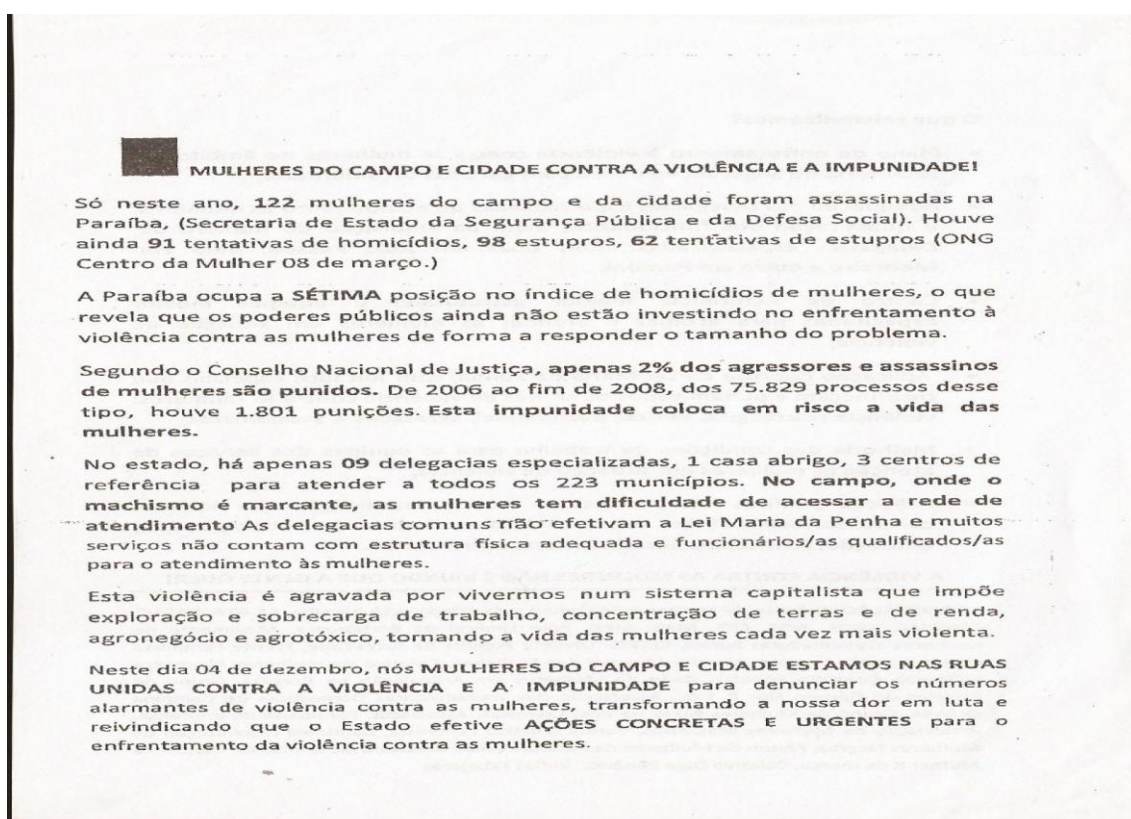 MULHERES DO CAMPO E CIDADE CONTRA A VIOLÊNCIA E A IMPUNIDADE!
Só neste ano, 122 mulheres do campo e da cidade foram assassinadas na
Paraíba, (Secretaria de Estado da Segurança Pública e da Defesa Social). Houve
ainda 91 tentativas de homicídios, 98 estupros, 62 tentativas de estupros (ONG
Centro da Mulher 08 de março.)
A Paraíba ocupa a SÉTIMA posição no índice de homicídios de mulheres, o que
revela que os poderes públicos ainda não estão investindo no enfrentamento à
violência contra as mulheres de forma a responder o tamanho do problema.
Segundo o Conselho Nacional de Justiça, apenas 2% dos agressores e assassinos
de mulheres são punidos. De 2006 ao fim de 2008, dos 75.829 processos desse
tipo, houve 1.801 punições. Esta impunidade coloca em risco a vida das
mulheres.
No estado, há apenas 09 delegacias especializadas, 1 casa abrigo, 3 centros de
referência para atender a todos os 223 municípios. No campo, onde o
machismo é marcante, as mulheres tem dificuldade de acessar a rede de
atendimento As delegacias comuns não efetivam a Lei Maria da Penha e muitos
serviços não contam com estrutura física adequada e funcionários/as qualificados/as
para o atendimento às mulheres.
Esta violência é agravada por vivermos num sistema capitalista que impõe
exploração e sobrecarga de trabalho, concentração de terras e de renda,
agronegócio e agrotóxico, tornando a vida das mulheres cada vez mais violenta.
Neste dia 04 de dezembro, nós MULHERES DO CAMPO E CIDADE ESTAMOS NAS RUAS
UNIDAS CONTRA A VIOLÊNCIA E A IMPUNIDADE para denunciar os números
alarmantes de violência contra as mulheres, transformando a nossa dor em luta e
reivindicando que o Estado efetive AÇÕES CONCRETAS E URGENTES para o
enfrentamento da violência contra as mulheres.